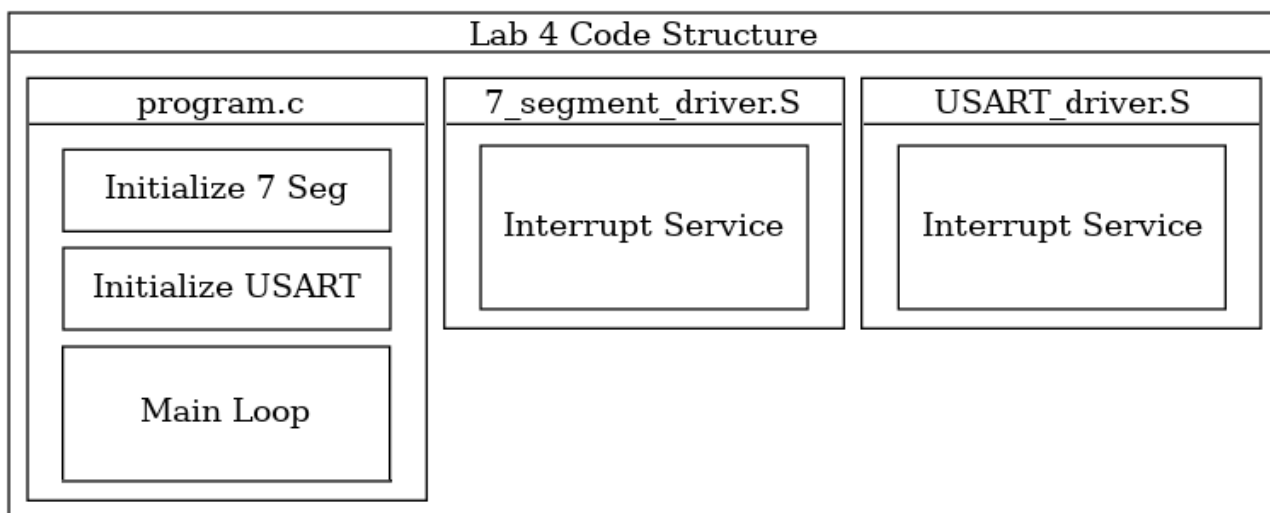 Lab 4 Code Structure
program.c
Initialize 7 Seg
Initialize USART
Main Loop
7_segment_driver.S
Interrupt Service
USART_driver.S
Interrupt Service